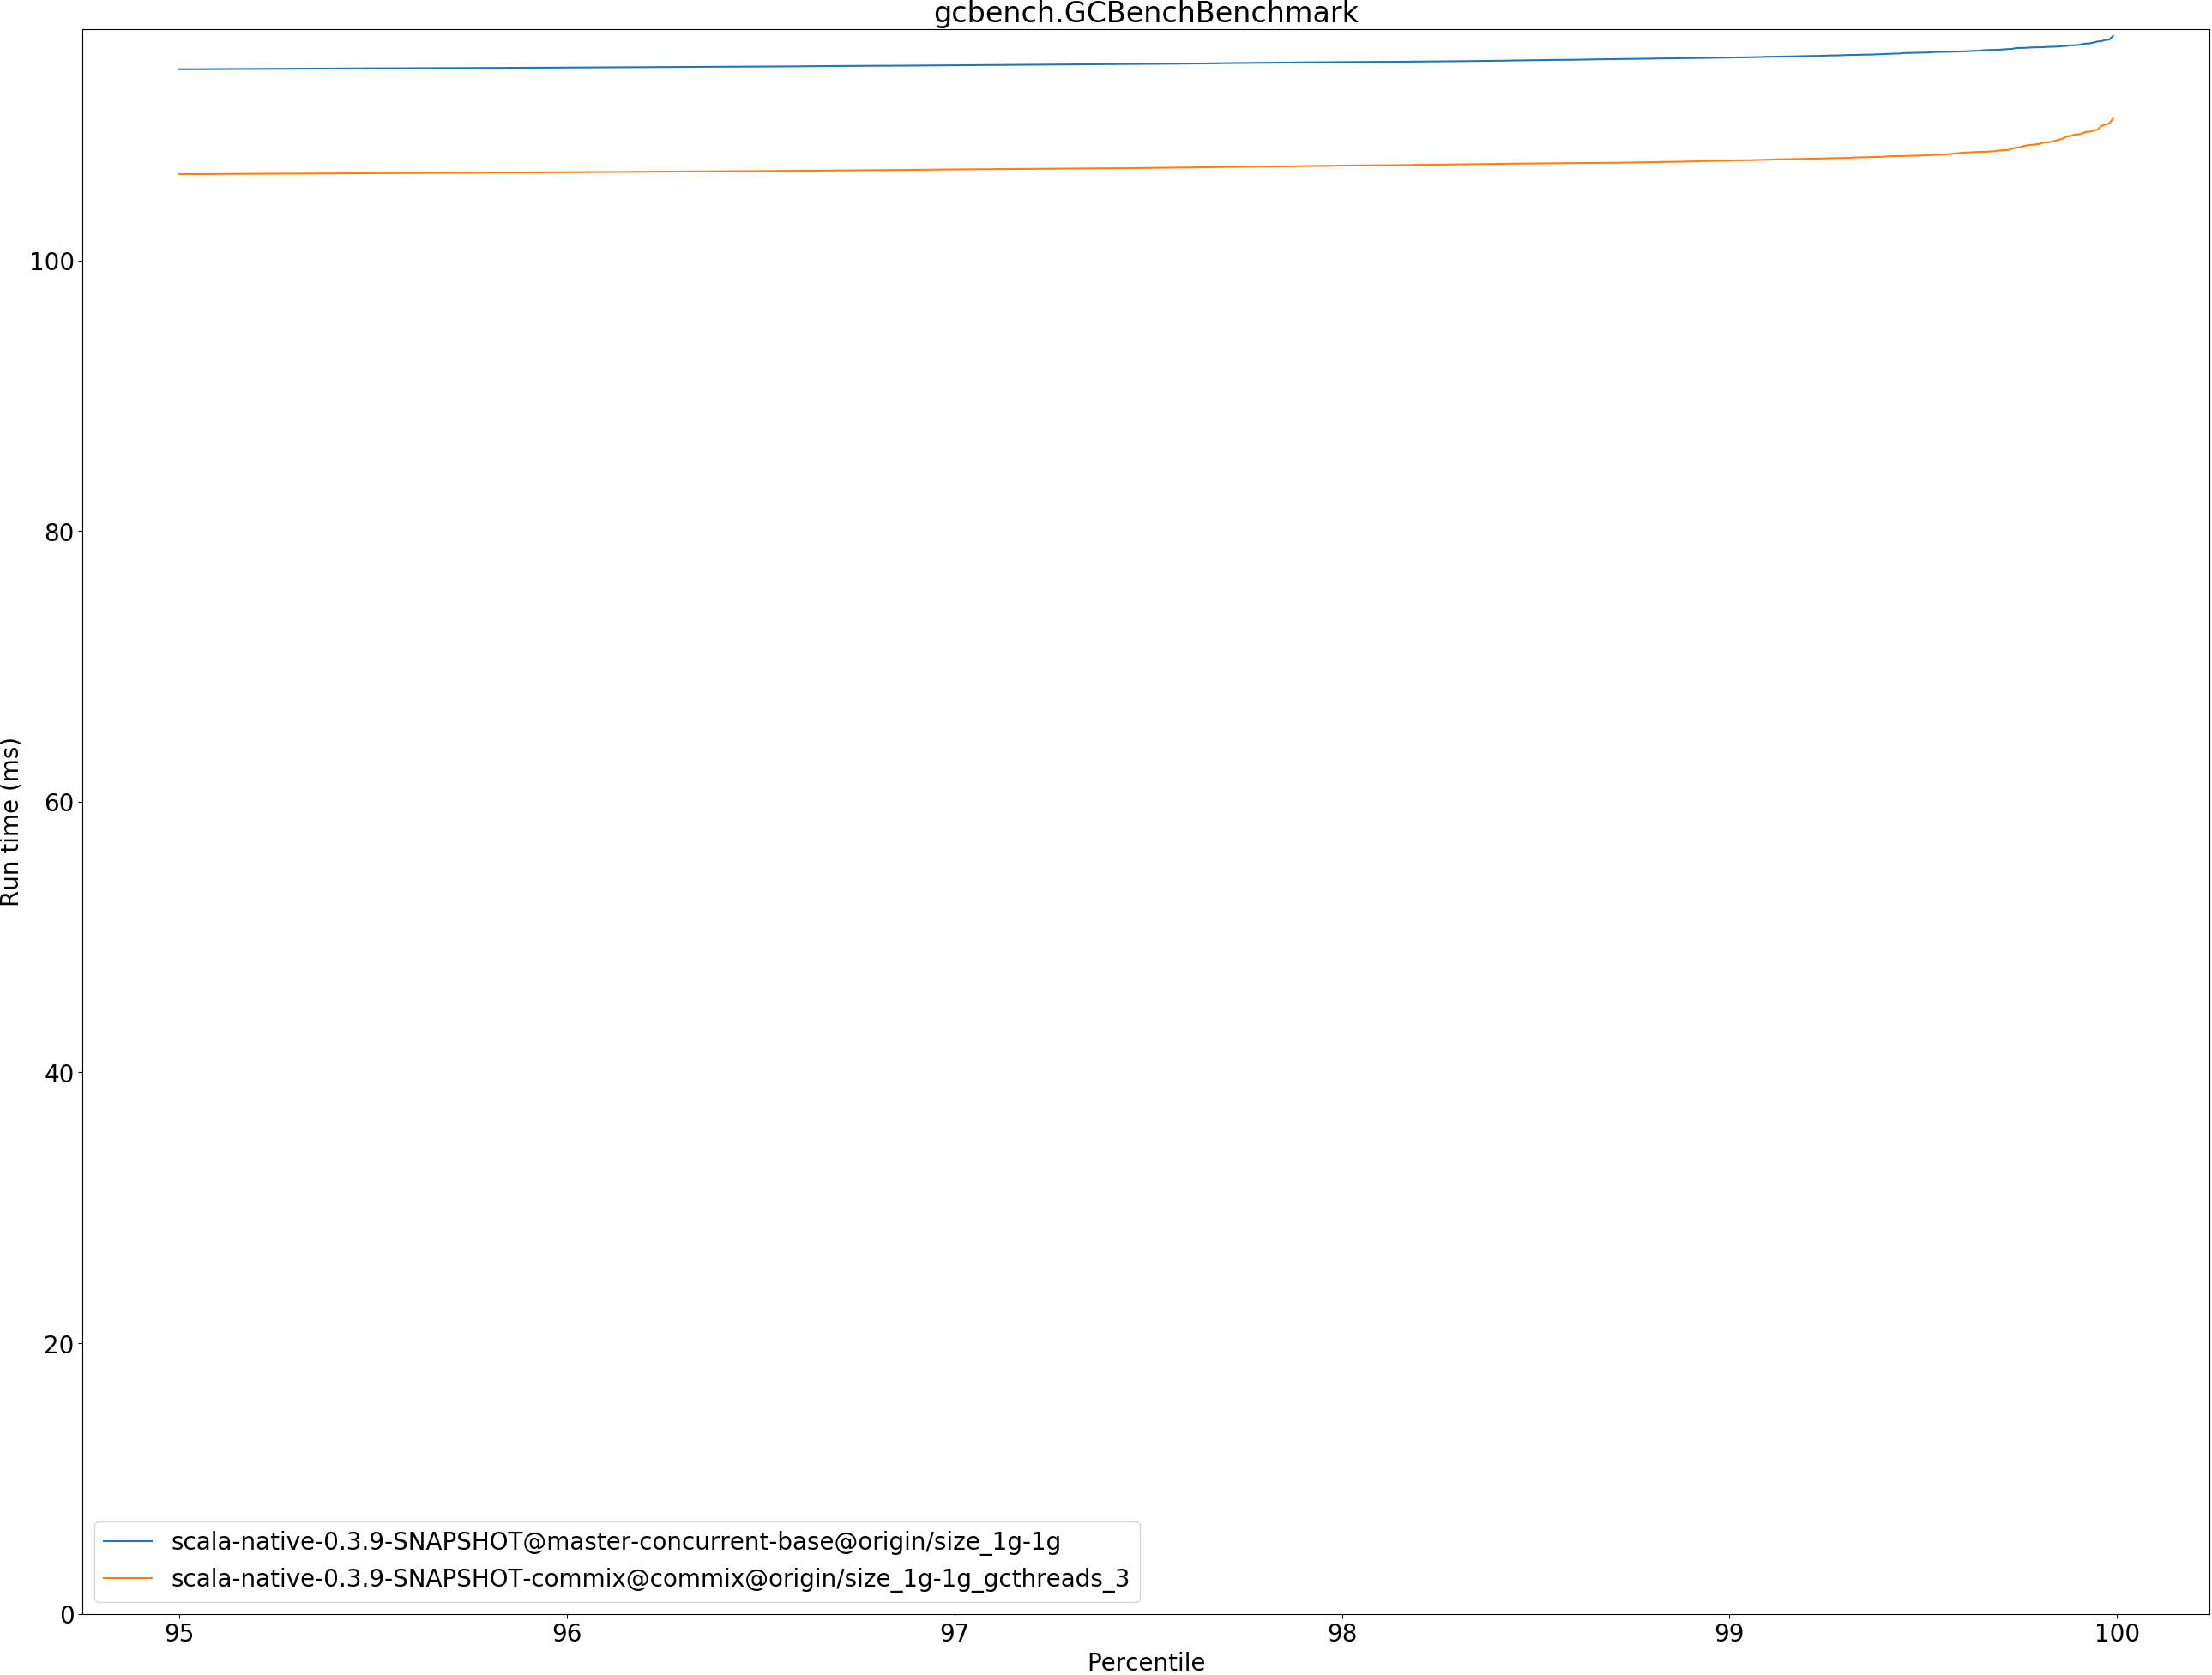 gcbench.GCBenchBenchmark
100
80
60
40
20
0
Run time (ms)
scala-native-0.3.9-SNAPSHOT@master-concurrent-base@origin/size_1g-1g
scala-native-0.3.9-SNAPSHOT-commix@commix@origin/size_1g-1g_gcthreads_3
95 96 97 98 99 100
Percentile